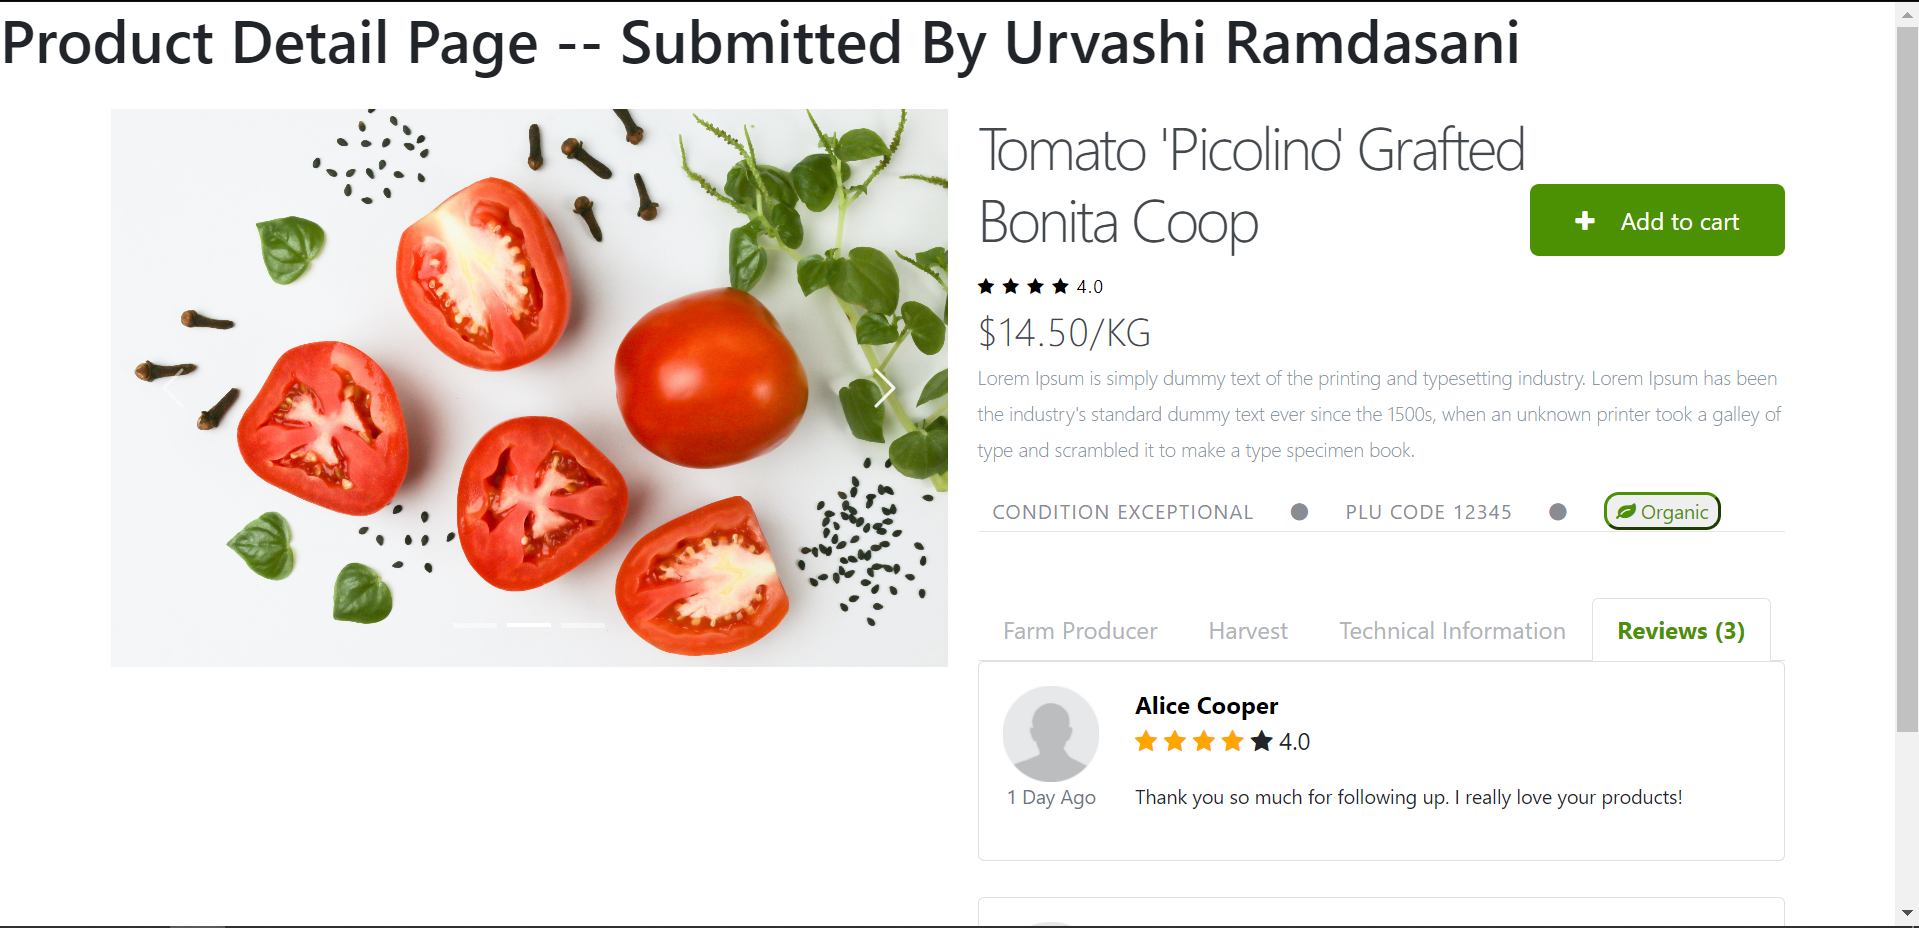 Product Detail Page -- Submitted By Urvashi Ramdasani
Tomato 'Picolino' Grafted
Bonita Coop
Add to cart
4.0
$14.50/KG
Lorem Ipsum is simply dummy text of the printing and typesetting industry. Lorem Ipsum has been
the industry's standard dummy text ever since the 1500s, when an unknown printer took a galley of
type and scrambled it to make a type specimen book.
CONDITION EXCEPTIONAL ● PLU CODE 12345 ● Organic
Farm Producer Harvest Technical Information Reviews (3)
Alice Cooper
4.0
1 Day Ago
Thank you so much for following up. I really love your products!